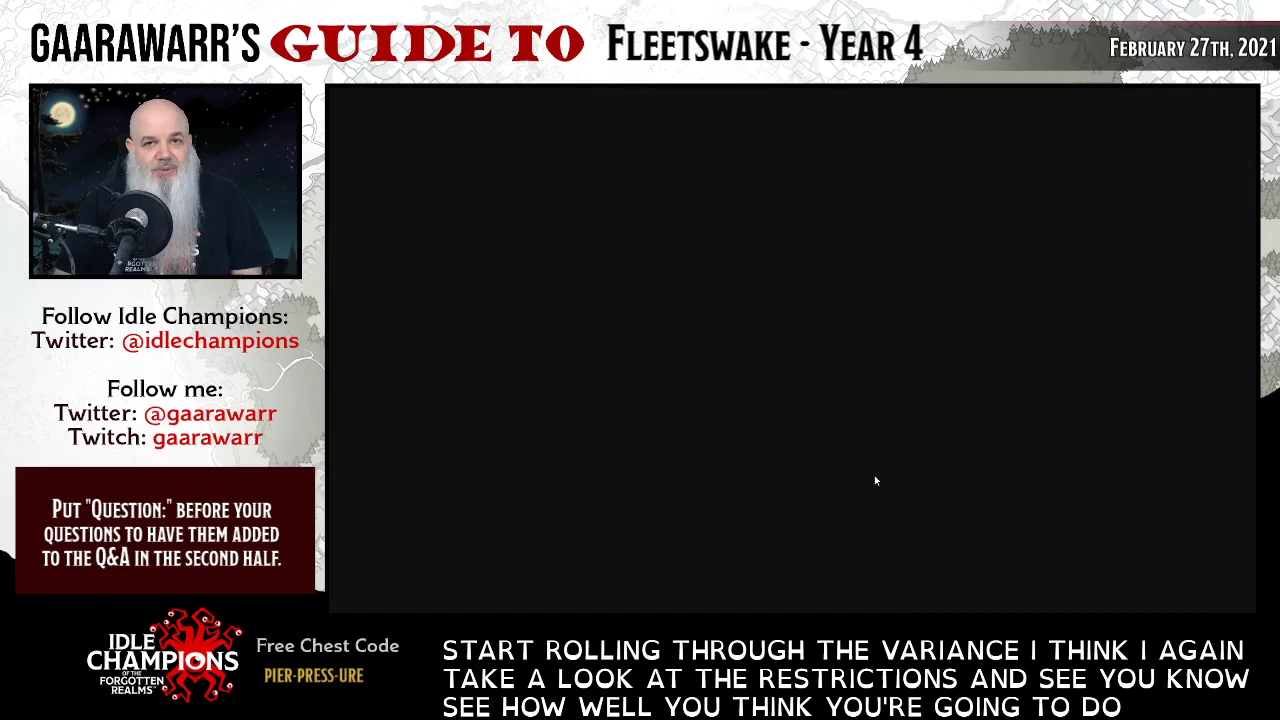 GAARAWARR'S GUIDE TO FLEETSWAKE - YEAR 4
FEBRUARY 27TH, 2021
Follow Idle Champions:
Twitter: @idlechampions
Follow me:
Twitter: @gaarawarr
Twitch: gaarawarr
PUT "QUESTION:" BEFORE YOUR
QUESTIONS TO HAVE THEM ADDED
TO THE Q&A IN THE SECOND HALF.
IDLE
CHAMPIONS
OF THE
FORGOTTEN
REALMS
Free Chest Code
PIER-PRESS-URE
START ROLLING THROUGH THE VARIANCE I THINK I AGAIN
TAKE A LOOK AT THE RESTRICTIONS AND SEE YOU KNOW
SEE HOW WELL YOU THINK YOU'RE GOING TO DO